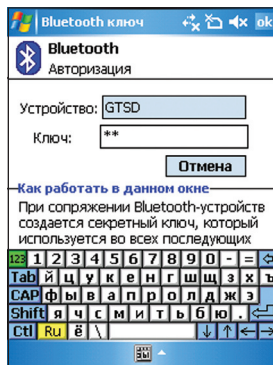 Bluetooth ключ ok
Bluetooth
Авторизация
Устройство: GTSD
Ключ: **
Отмена
Как работать в данном окне
При сопряжении Bluetooth-устройств
создается секретный ключ, который
используется во всех последующих
123 1 2 3 4 5 6 7 8 9 0 - =
Tab й ц у к е н г ш щ з х ъ
CAP ф ы в а п р о л д ж э
Shift я ч с м и т ь б ю .
Ctl Ru ё \